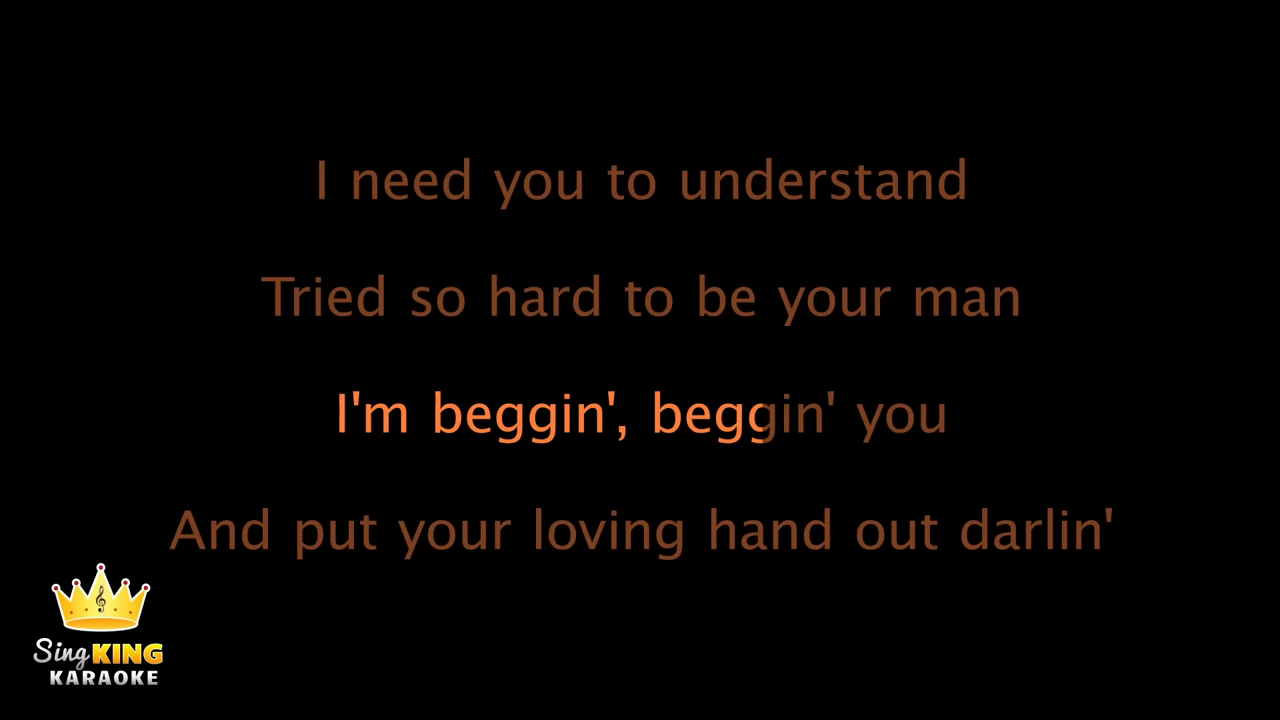 I need you to understand
Tried so hard to be your man
I'm beggin', beggin' you
And put your loving hand out darlin'
Sing KING
KARAOKE